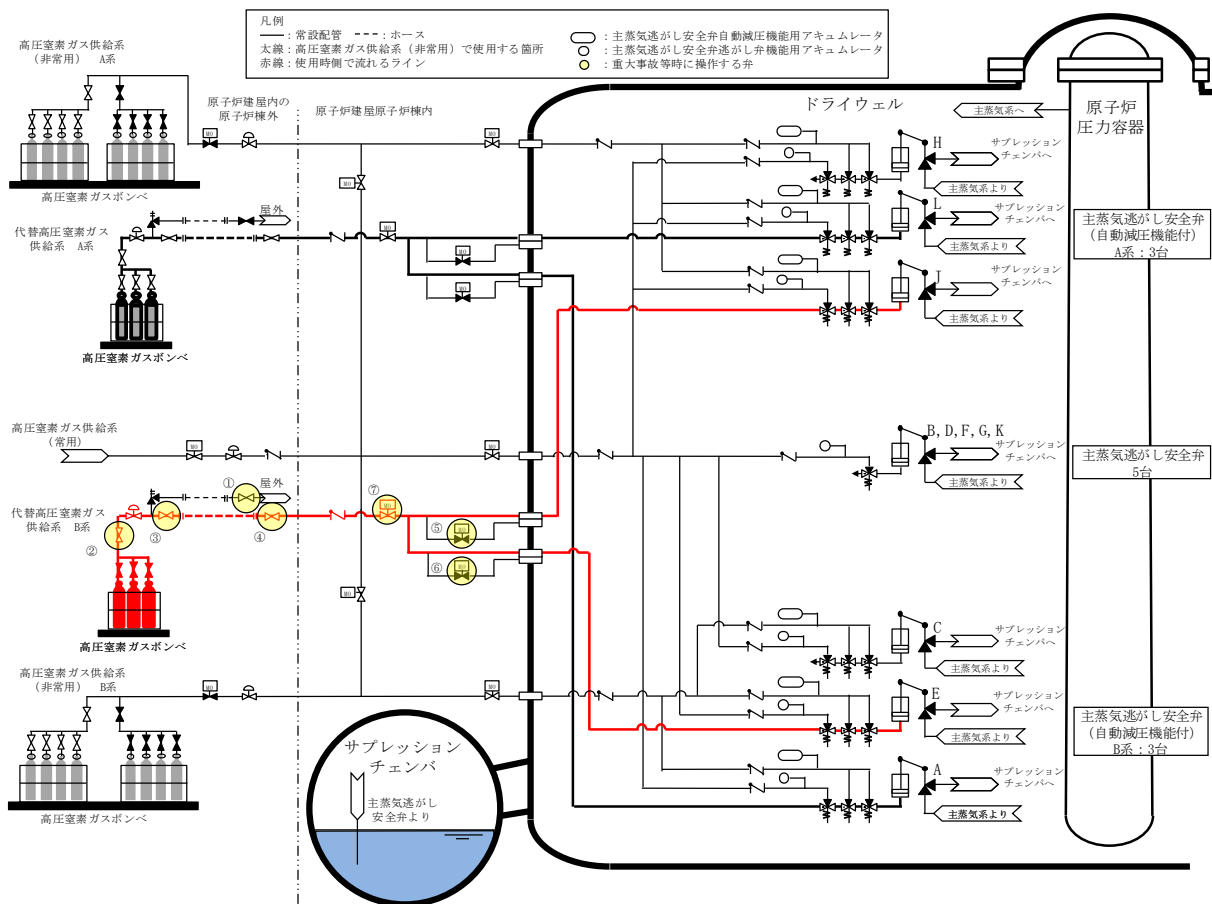 凡例
―― : 常設配管 ---- : ホース
太線 : 高圧窒素ガス供給系（非常用）で使用する箇所
赤線 : 使用時側で流れるライン
: 主蒸気逃がし安全弁自動減圧機能用アキュムレータ
: 主蒸気逃がし安全弁逃がし弁機能用アキュムレータ
: 重大事故等時に操作する弁
高圧窒素ガス供給系
（非常用） A系
原子炉建屋内の
原子炉棟外
原子炉建屋原子炉棟内
ドライウェル
主蒸気系へ
原子炉
圧力容器
MO
MO
MO
高圧窒素ガスボンベ
H
サプレッション
チェンバへ
主蒸気系より
代替高圧窒素ガス
供給系 A系
屋外
MO
MO
MO
高圧窒素ガスボンベ
L
サプレッション
チェンバへ
主蒸気系より
主蒸気逃がし安全弁
（自動減圧機能付）
A系：3台
J
サプレッション
チェンバへ
主蒸気系より
高圧窒素ガス供給系
（常用）
MO
MO
B, D, F, G, K
サプレッション
チェンバへ
主蒸気系より
主蒸気逃がし安全弁
5台
代替高圧窒素ガス
供給系 B系
①
屋外
②
③
④
⑦
MO
⑤
MO
⑥
MO
MO
高圧窒素ガスボンベ
C
サプレッション
チェンバへ
主蒸気系より
高圧窒素ガス供給系
（非常用） B系
MO
MO
高圧窒素ガスボンベ
E
サプレッション
チェンバへ
主蒸気系より
主蒸気逃がし安全弁
（自動減圧機能付）
B系：3台
サプレッション
チェンバ
主蒸気逃がし
安全弁より
A
サプレッション
チェンバへ
主蒸気系より